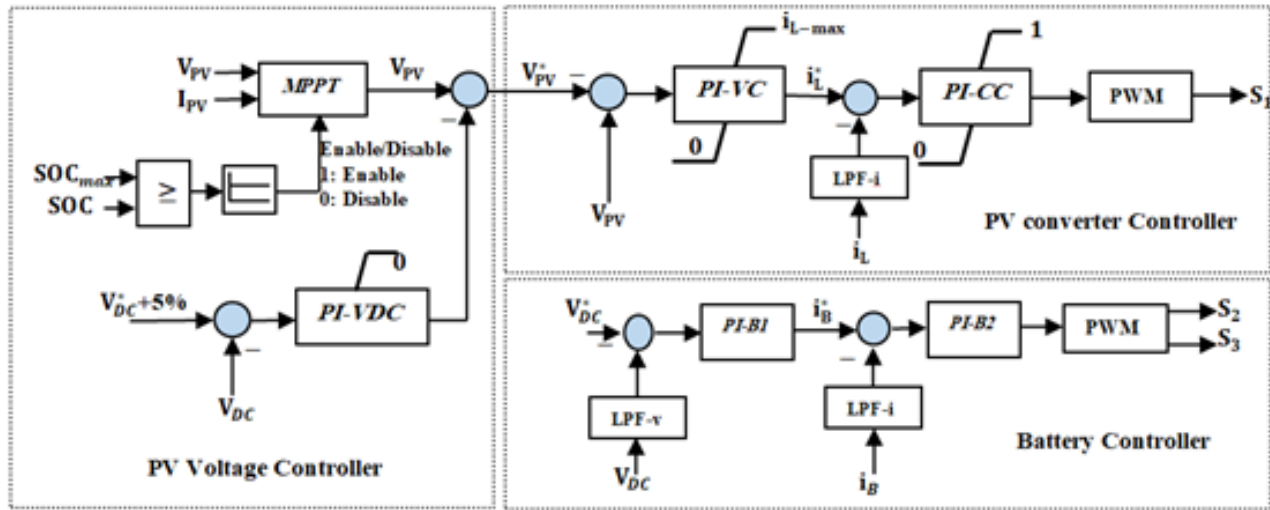 V_PV
I_PV
MPPT
V_PV
−
Enable/Disable
1: Enable
0: Disable
SOC_max
SOC
≥
0
V*_DC+5%
−
PI-VDC
V_DC
PV Voltage Controller
V*_PV
−
V_PV
i_L-max
PI-VC
0
i*_L
−
LPF-i
i_L
1
PI-CC
0
PWM
S_1
PV converter Controller
V*_DC
−
LPF-v
V_DC
PI-B1
i*_B
−
LPF-i
i_B
PI-B2
PWM
S_2
S_3
Battery Controller